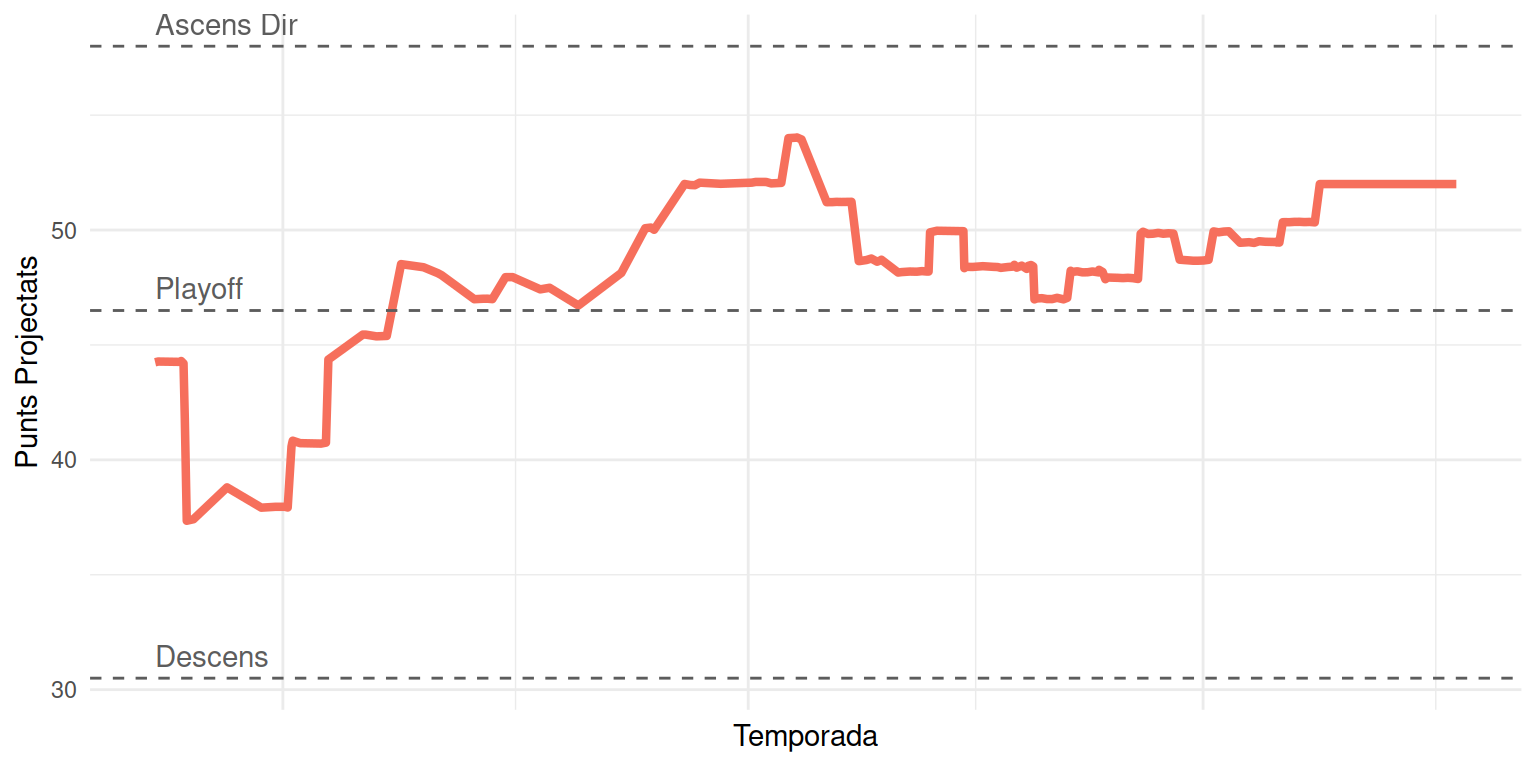 Ascens Dir
50
Playoff
Punts Projectats
40
Descens
30
Temporada